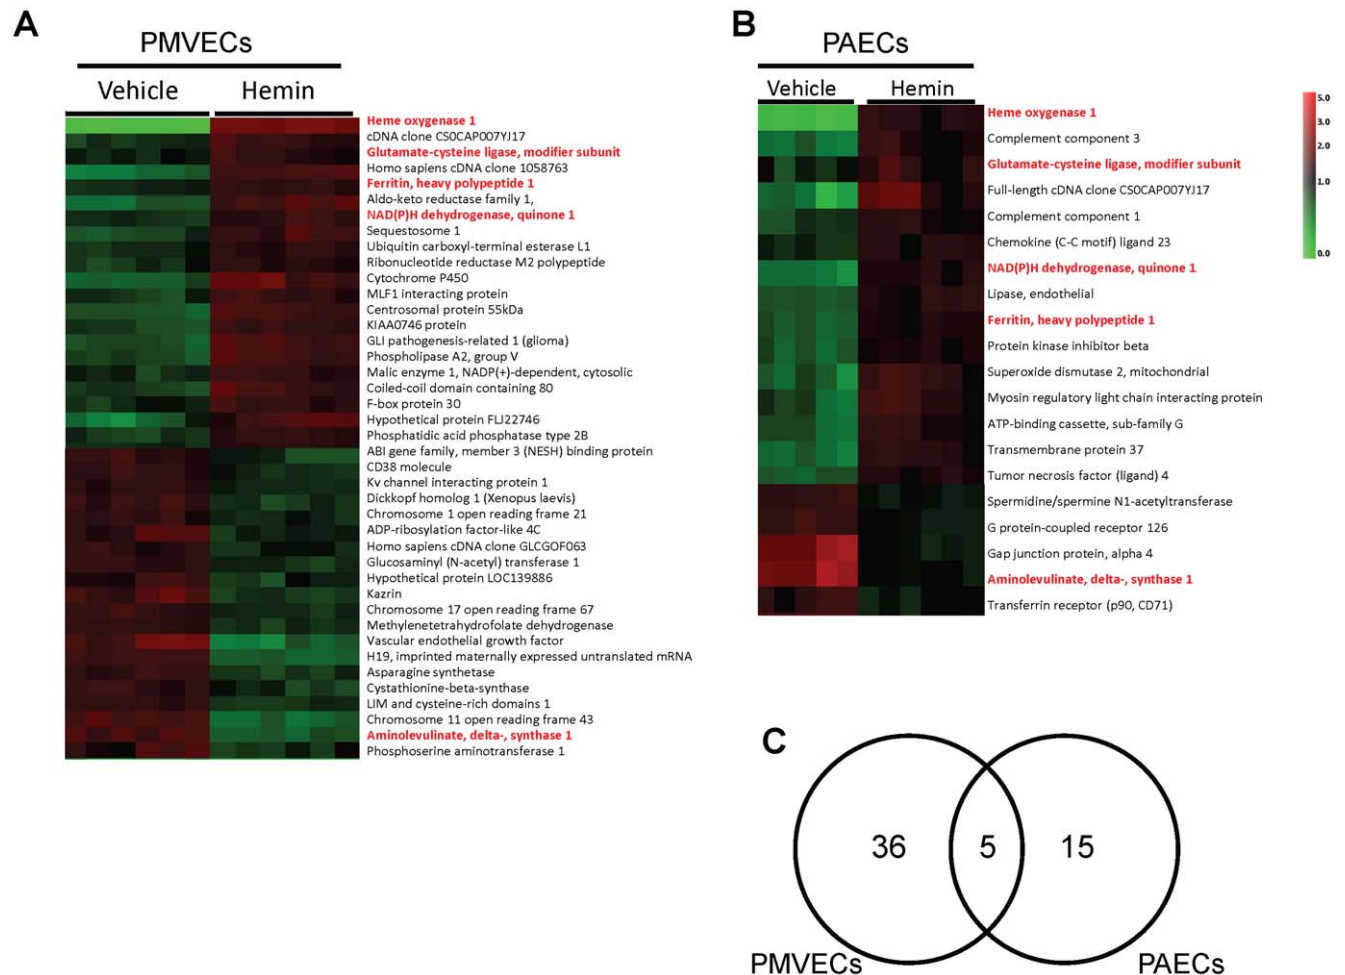 A
PMVECs
Vehicle
Hemin
Heme oxygenase 1
cDNA clone CS0CAP007YJ17
Glutamate-cysteine ligase, modifier subunit
Homo sapiens cDNA clone 1058763
Ferritin, heavy polypeptide 1
Aldo-keto reductase family 1,
NAD(P)H dehydrogenase, quinone 1
Sequestosome 1
Ubiquitin carboxyl-terminal esterase L1
Ribonucleotide reductase M2 polypeptide
Cytochrome P450
MLF1 interacting protein
Centrosomal protein 55kDa
KIAA0746 protein
GLI pathogenesis-related 1 (glioma)
Phospholipase A2, group V
Malic enzyme 1, NADP(+)-dependent, cytosolic
Coiled-coil domain containing 80
F-box protein 30
Hypothetical protein FLJ22746
Phosphatidic acid phosphatase type 2B
ABI gene family, member 3 (NESH) binding protein
CD38 molecule
Kv channel interacting protein 1
Dickkopf homolog 1 (Xenopus laevis)
Chromosome 1 open reading frame 21
ADP-ribosylation factor-like 4C
Homo sapiens cDNA clone GLCGOF063
Glucosaminyl (N-acetyl) transferase 1
Hypothetical protein LOC139886
Kazrin
Chromosome 17 open reading frame 67
Methylenetetrahydrofolate dehydrogenase
Vascular endothelial growth factor
H19, imprinted maternally expressed untranslated mRNA
Asparagine synthetase
Cystathionine-beta-synthase
LIM and cysteine-rich domains 1
Chromosome 11 open reading frame 43
Aminolevulinate, delta-, synthase 1
Phosphoserine aminotransferase 1
B
PAECs
Vehicle
Hemin
Heme oxygenase 1
Complement component 3
Glutamate-cysteine ligase, modifier subunit
Full-length cDNA clone CS0CAP007YJ17
Complement component 1
Chemokine (C-C motif) ligand 23
NAD(P)H dehydrogenase, quinone 1
Lipase, endothelial
Ferritin, heavy polypeptide 1
Protein kinase inhibitor beta
Superoxide dismutase 2, mitochondrial
Myosin regulatory light chain interacting protein
ATP-binding cassette, sub-family G
Transmembrane protein 37
Tumor necrosis factor (ligand) 4
Spermidine/spermine N1-acetyltransferase
G protein-coupled receptor 126
Gap junction protein, alpha 4
Aminolevulinate, delta-, synthase 1
Transferrin receptor (p90, CD71)
5.0
3.0
2.0
1.0
0.0
C
36
5
15
PMVECs
PAECs